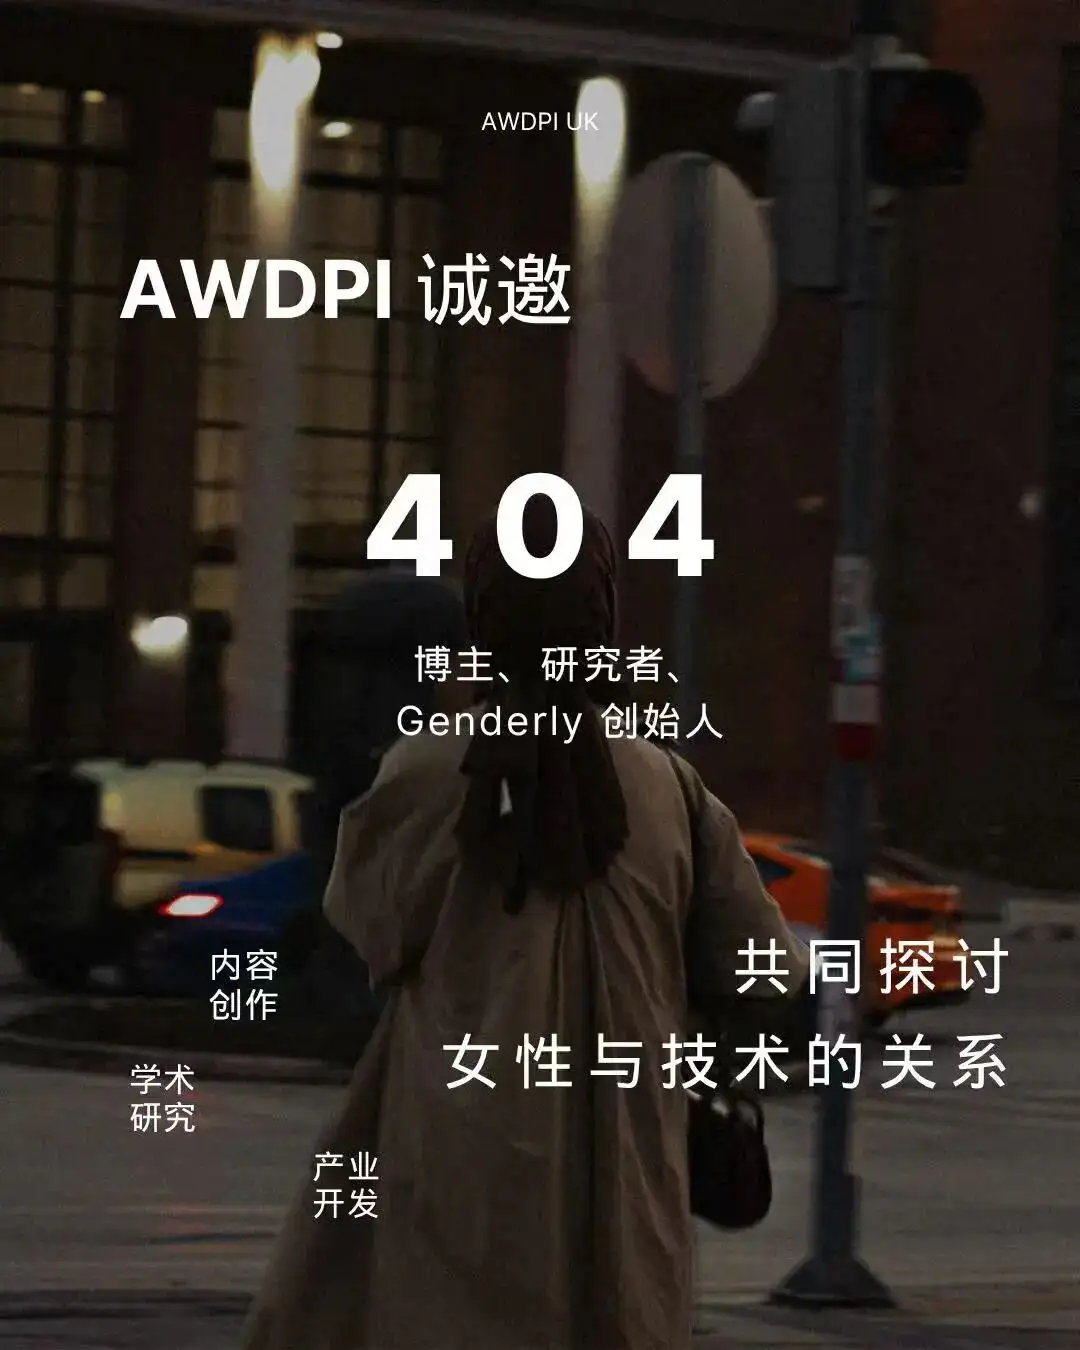 AWDPI UK
AWDPI 诚邀
404
博主、研究者、
Genderly 创始人
共同探讨
女性与技术的关系
内容
创作
学术
研究
产业
开发